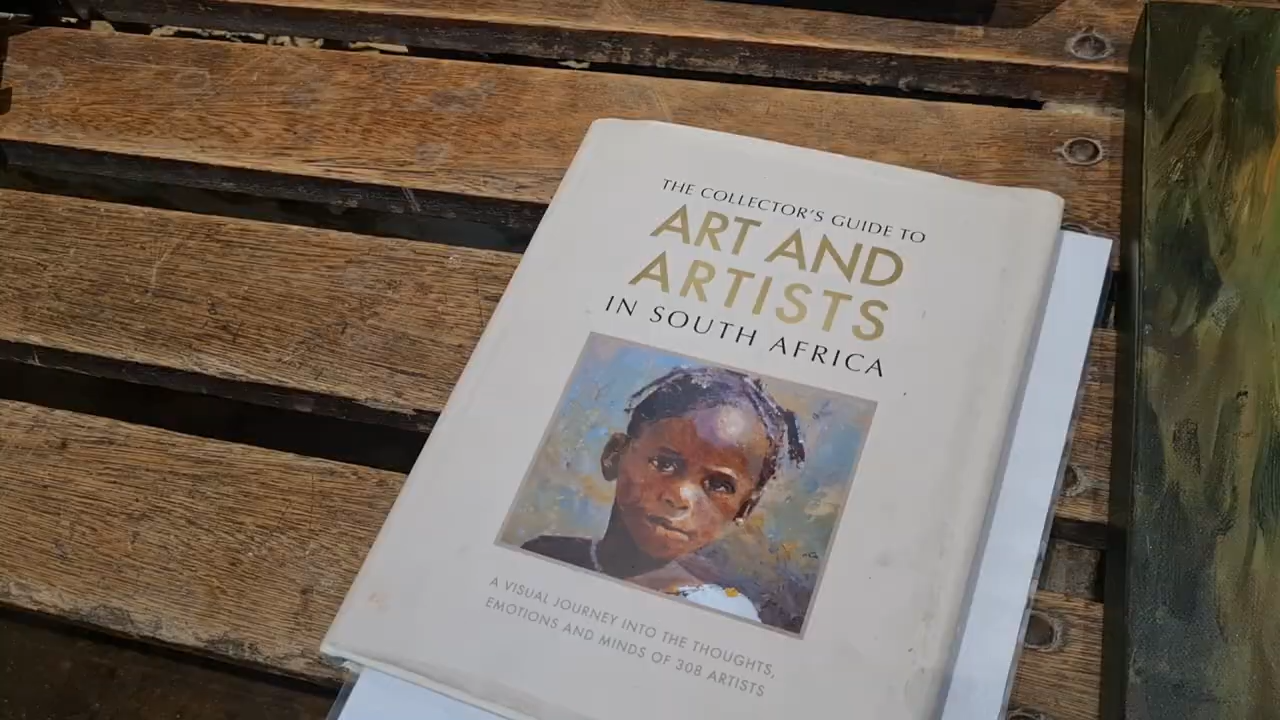 THE COLLECTOR'S GUIDE TO
ART AND
ARTISTS
IN SOUTH AFRICA
A VISUAL JOURNEY INTO THE THOUGHTS,
EMOTIONS AND MINDS OF 308 ARTISTS